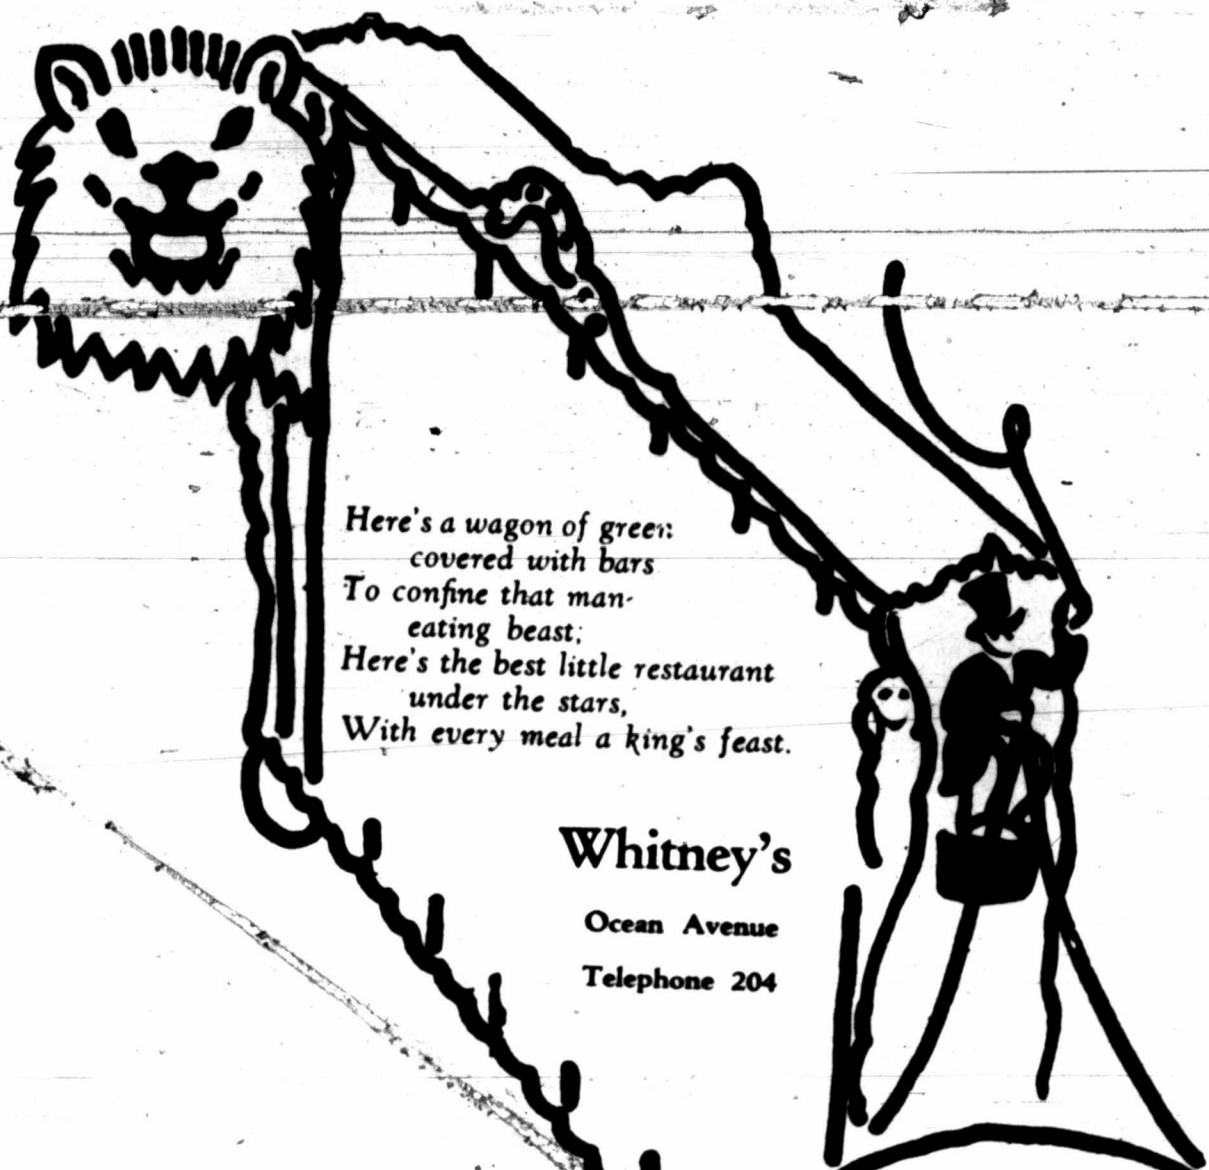 Here's a wagon of green
covered with bars
To confine that man-
eating beast;
Here's the best little restaurant
under the stars,
With every meal a king's feast.
Whitney's
Ocean Avenue
Telephone 204